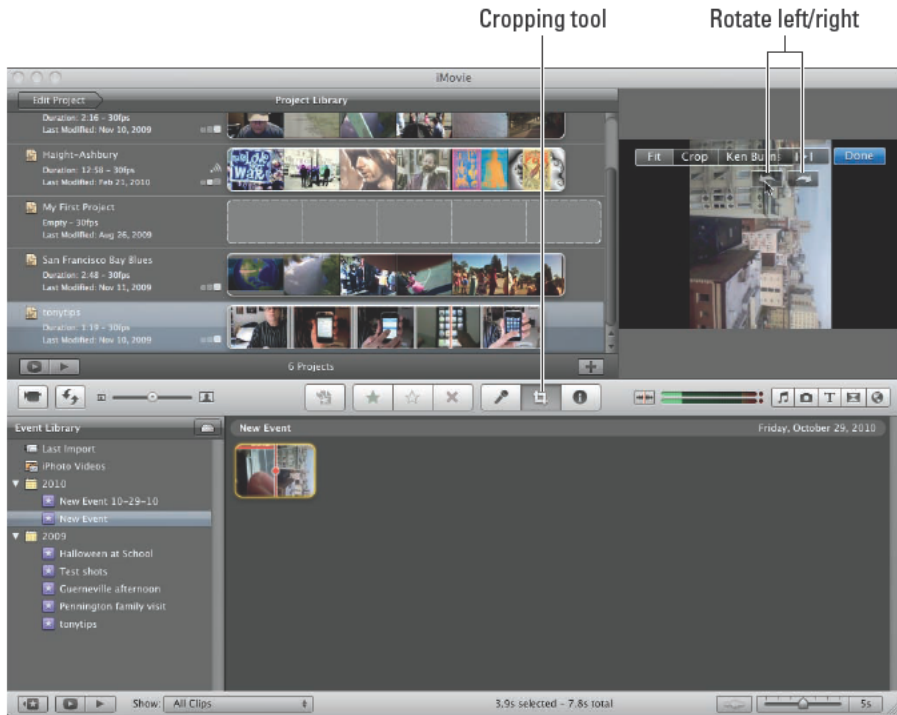 Cropping tool
Rotate left/right
iMovie
Edit Project
Project Library
Duration: 2:16 - 30fps
Last Modified: Nov 10, 2009
Haight-Ashbury
Duration: 12:58 - 30fps
Last Modified: Feb 21, 2010
My First Project
Empty - 30fps
Last Modified: Aug 26, 2009
San Francisco Bay Blues
Duration: 2:48 - 30fps
Last Modified: Nov 11, 2009
tonytips
Duration: 1:19 - 30fps
Last Modified: Nov 10, 2009
6 Projects
Fit
Crop
Ken Burns
Done
Event Library
Last Import
iPhoto Videos
2010
New Event 10-29-10
New Event
2009
Halloween at School
Test shots
Guerneville afternoon
Pennington family visit
tonytips
New Event
Friday, October 29, 2010
Show: All Clips
3.9s selected - 7.8s total
5s